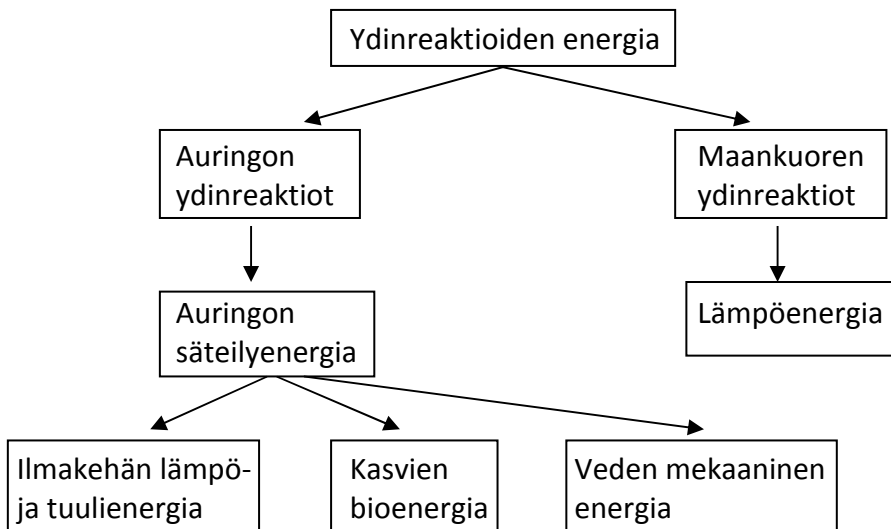 Ydinreaktioiden energia
Auringon
ydinreaktiot
Maankuoren
ydinreaktiot
Auringon
säteilyenergia
Lämpöenergia
Ilmakehän lämpö-
ja tuulienergia
Kasvien
bioenergia
Veden mekaaninen
energia